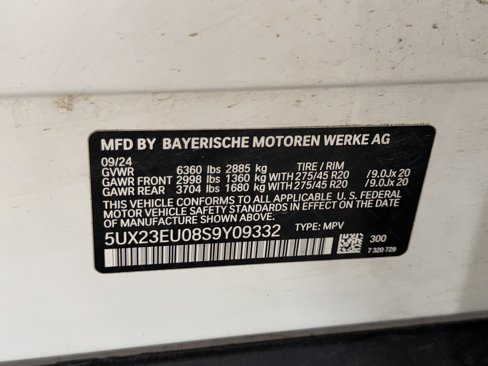 MFD BY BAYERISCHE MOTOREN WERKE AG
09/24
GVWR 6360 lbs 2885 kg TIRE / RIM
GAWR FRONT 2998 lbs 1360 kg WITH 275/45 R20 / 9.0Jx 20
GAWR REAR 3704 lbs 1680 kg WITH 275/45 R20 / 9.0Jx 20
THIS VEHICLE CONFORMS TO ALL APPLICABLE U. S. FEDERAL
MOTOR VEHICLE SAFETY STANDARDS IN EFFECT ON THE DATE OF
MANUFACTURE SHOWN ABOVE.
5UX23EU08S9Y09332 TYPE: MPV
300
7 320 729